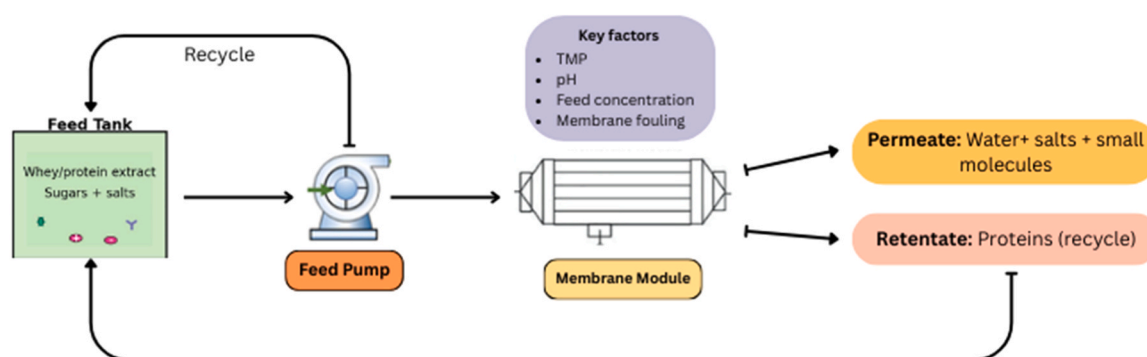 Recycle
Key factors
• TMP
• pH
• Feed concentration
• Membrane fouling
Feed Tank
Whey/protein extract
Sugars + salts
Feed Pump
Membrane Module
Permeate: Water+ salts + small
molecules
Retentate: Proteins (recycle)